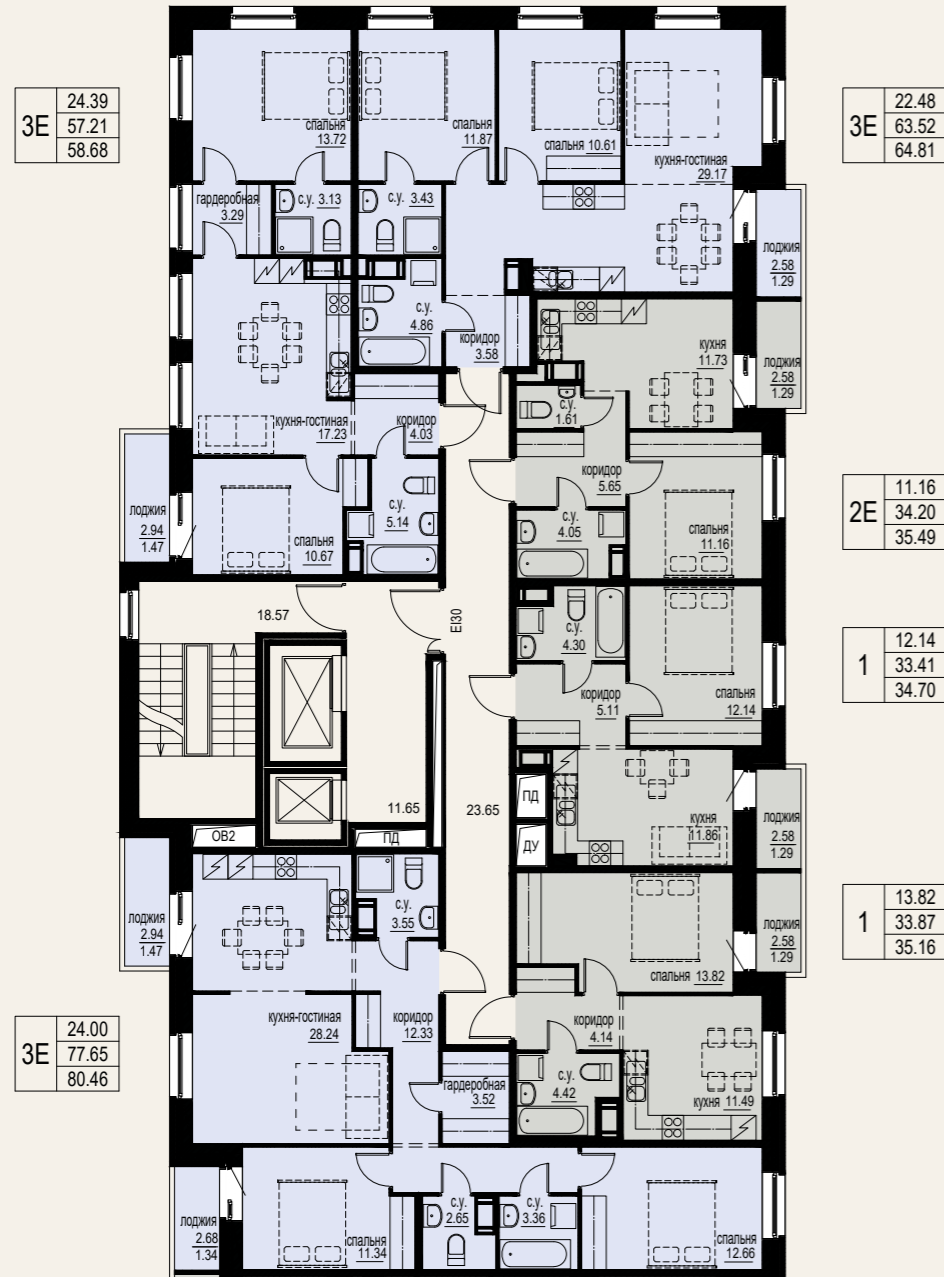 3Е
24.39
57.21
58.68
3Е
22.48
63.52
64.81
спальня
13.72
спальня
11.87
спальня 10.61
кухня-гостиная
29.17
гардеробная
3.29
с.у. 3.13
с.у. 3.43
лоджия
2.58
1.29
с.у.
4.86
коридор
3.58
кухня
11.73
лоджия
2.58
1.29
кухня-гостиная
17.23
коридор
4.03
с.у.
1.61
коридор
5.65
2Е
11.16
34.20
35.49
лоджия
2.94
1.47
спальня
10.67
с.у.
5.14
с.у.
4.05
спальня
11.16
18.57
EI30
с.у.
4.30
1
12.14
33.41
34.70
коридор
5.11
спальня
12.14
11.65
23.65
ПД
кухня
11.86
лоджия
2.58
1.29
ОВ2
ПД
ДУ
лоджия
2.94
1.47
с.у.
3.55
1
13.82
33.87
35.16
лоджия
2.58
1.29
спальня 13.82
3Е
24.00
77.65
80.46
кухня-гостиная
28.24
коридор
12.33
коридор
4.14
гардеробная
3.52
с.у.
4.42
кухня 11.49
лоджия
2.68
1.34
спальня
11.34
с.у.
2.65
с.у.
3.36
спальня
12.66